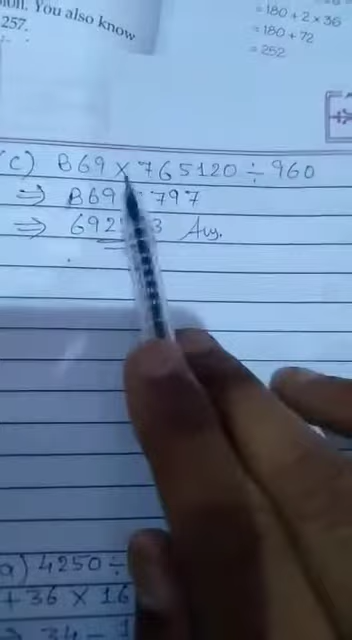 You also know
257.
= 180 + 2 × 36
= 180 + 72
= 252
(c) 869 × 765120 ÷ 960
⇒ 869 797
⇒ 692 3 Ans.
a) 4250 ÷
+ 36 × 16